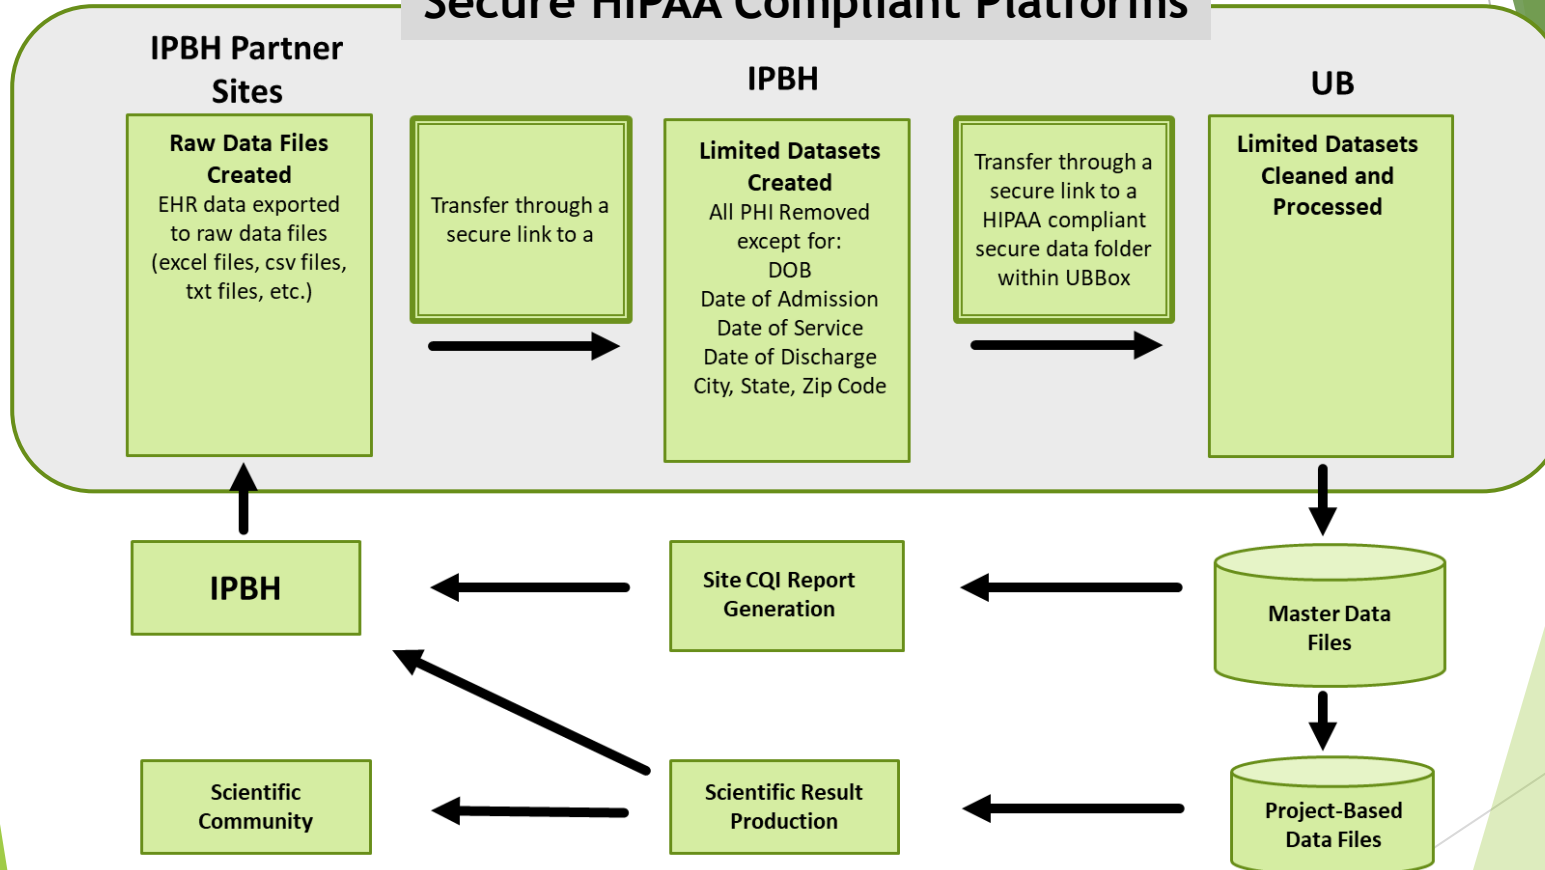 Secure HIPAA Compliant Platforms
IPBH Partner
Sites
IPBH
UB
Raw Data Files
Created
EHR data exported
to raw data files
(excel files, csv files,
txt files, etc.)
Transfer through a
secure link to a
Limited Datasets
Created
All PHI Removed
except for:
DOB
Date of Admission
Date of Service
Date of Discharge
City, State, Zip Code
Transfer through a
secure link to a
HIPAA compliant
secure data folder
within UBBox
Limited Datasets
Cleaned and
Processed
IPBH
Site CQI Report
Generation
Master Data
Files
Scientific
Community
Scientific Result
Production
Project-Based
Data Files